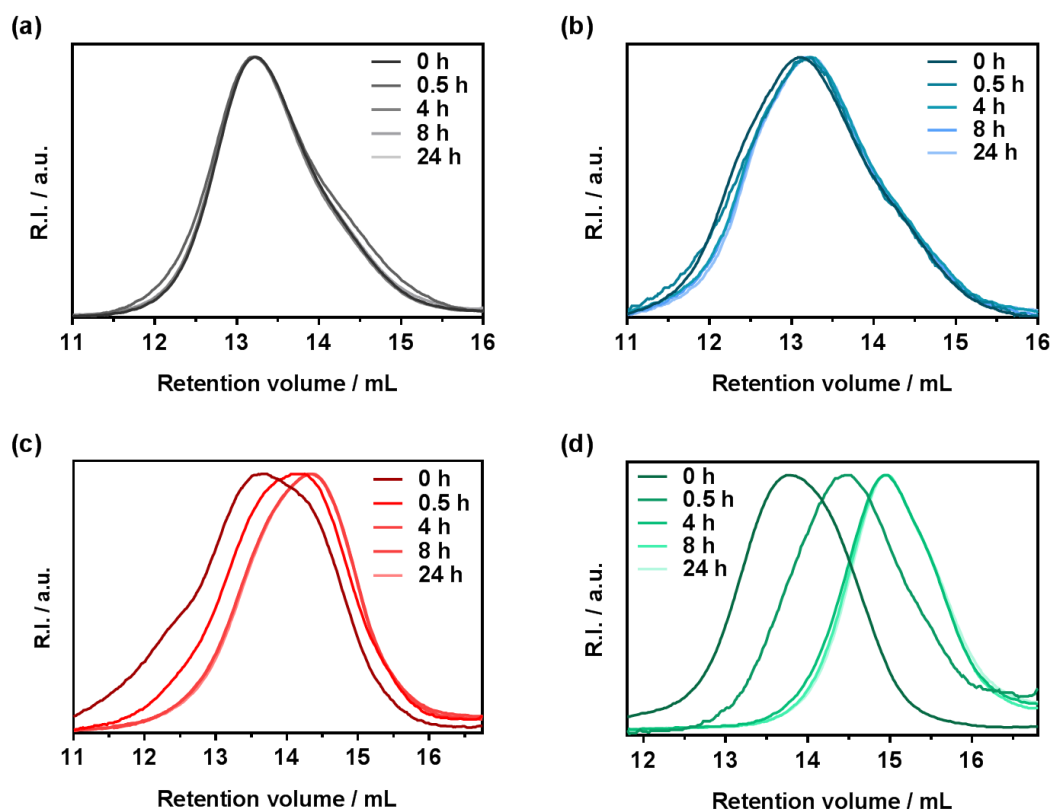 (a)
R.I. / a.u.
0 h
0.5 h
4 h
8 h
24 h
11 12 13 14 15 16
Retention volume / mL
(b)
R.I. / a.u.
0 h
0.5 h
4 h
8 h
24 h
11 12 13 14 15 16
Retention volume / mL
(c)
R.I. / a.u.
0 h
0.5 h
4 h
8 h
24 h
11 12 13 14 15 16
Retention volume / mL
(d)
R.I. / a.u.
0 h
0.5 h
4 h
8 h
24 h
12 13 14 15 16
Retention volume / mL